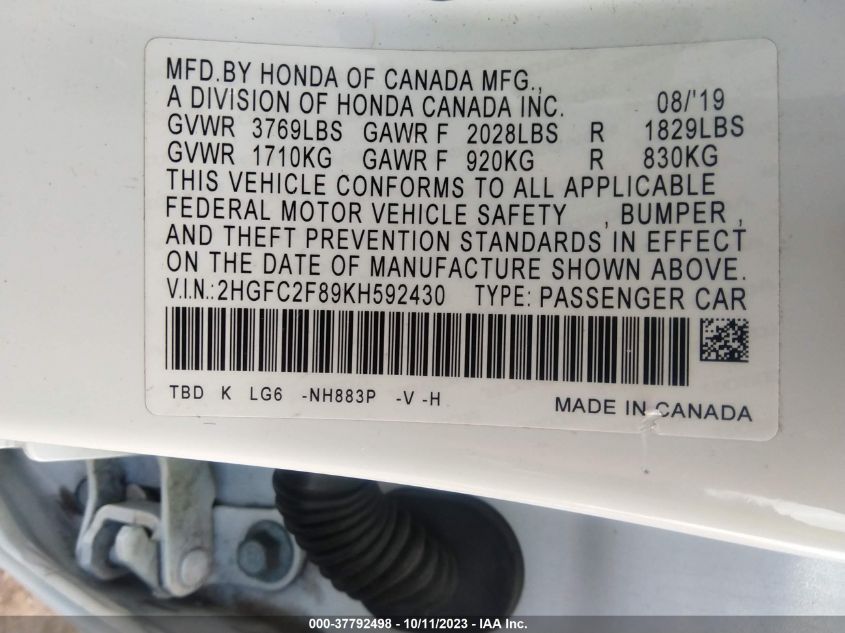 MFD.BY HONDA OF CANADA MFG.,
A DIVISION OF HONDA CANADA INC. 08/'19
GVWR 3769LBS GAWR F 2028LBS R 1829LBS
GVWR 1710KG GAWR F 920KG R 830KG
THIS VEHICLE CONFORMS TO ALL APPLICABLE
FEDERAL MOTOR VEHICLE SAFETY , BUMPER ,
AND THEFT PREVENTION STANDARDS IN EFFECT
ON THE DATE OF MANUFACTURE SHOWN ABOVE.
V.I.N.:2HGFC2F89KH592430 TYPE: PASSENGER CAR
TBD K LG6 -NH883P -V -H
MADE IN CANADA
000-37792498 - 10/11/2023 - IAA Inc.